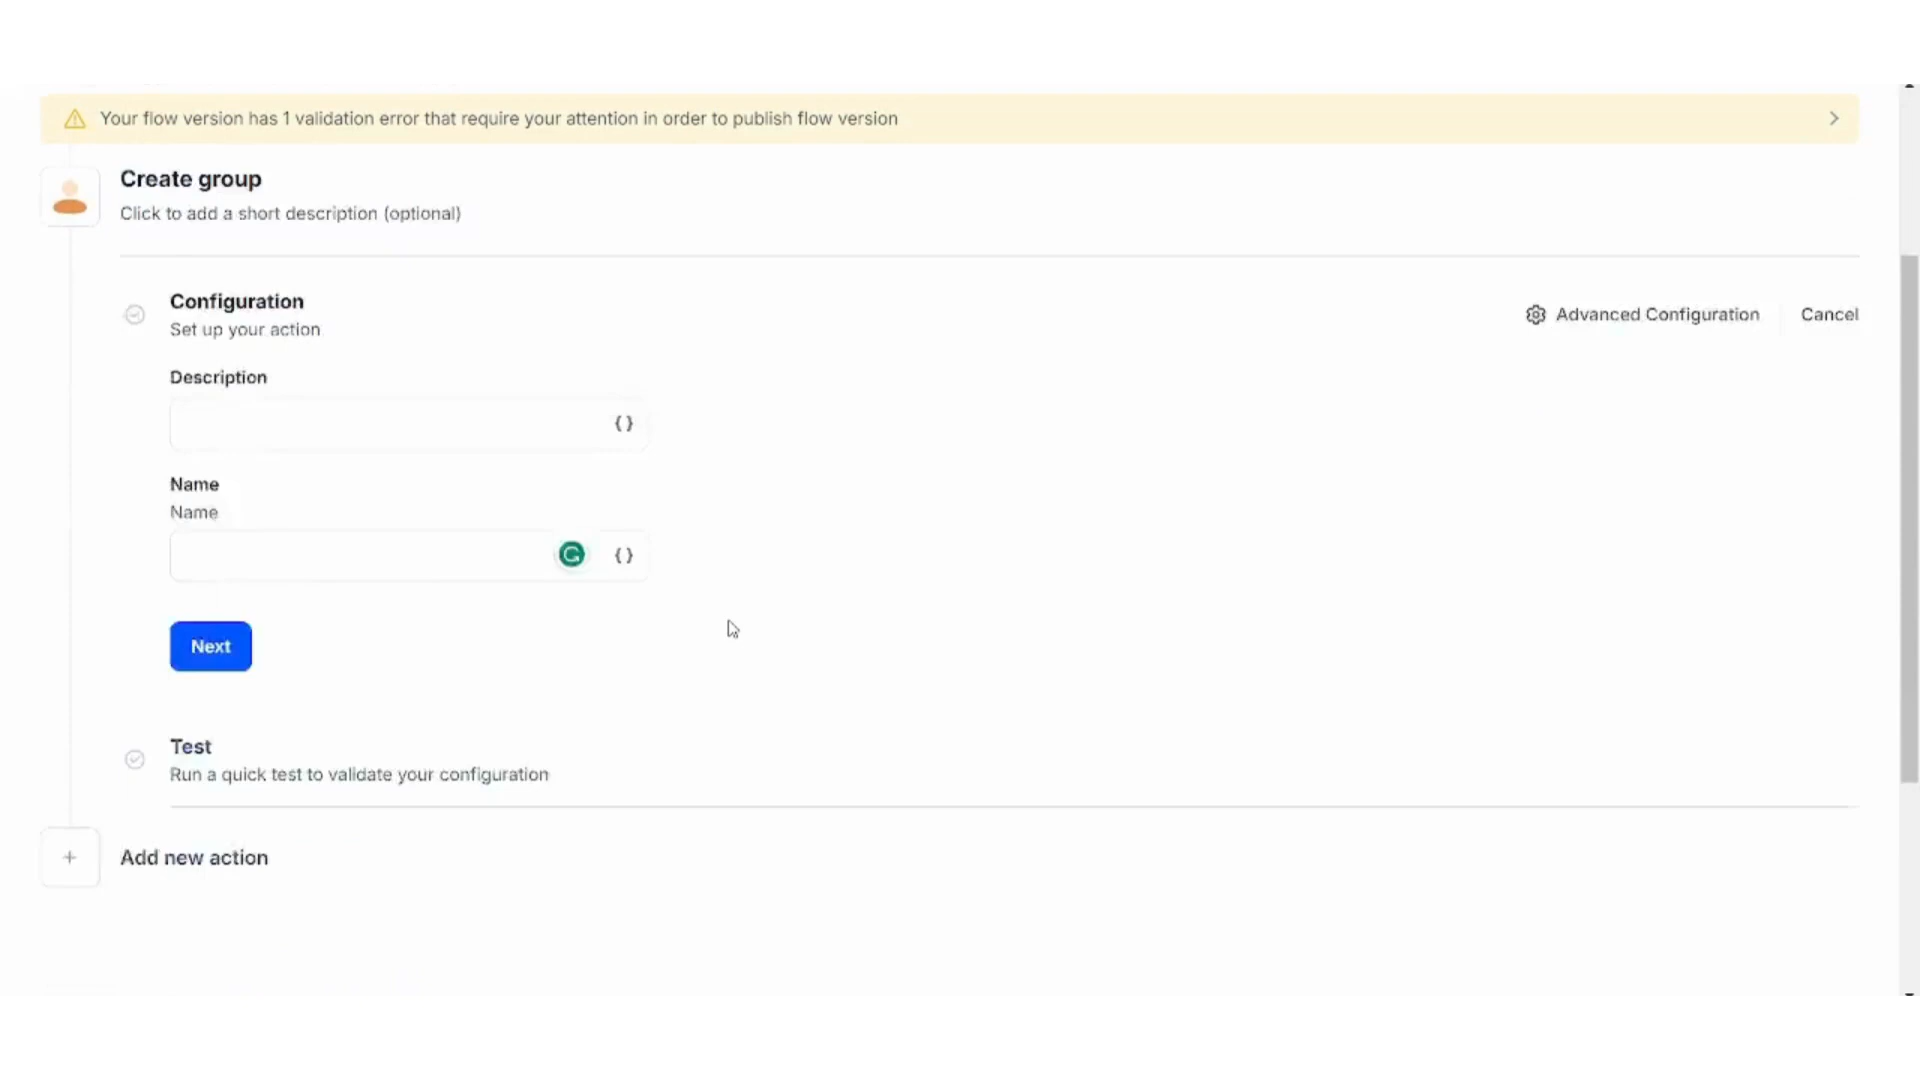 Your flow version has 1 validation error that require your attention in order to publish flow version
Create group
Click to add a short description (optional)
Configuration
Set up your action
Advanced Configuration
Cancel
Description
{}
Name
Name
{}
Next
Test
Run a quick test to validate your configuration
+
Add new action